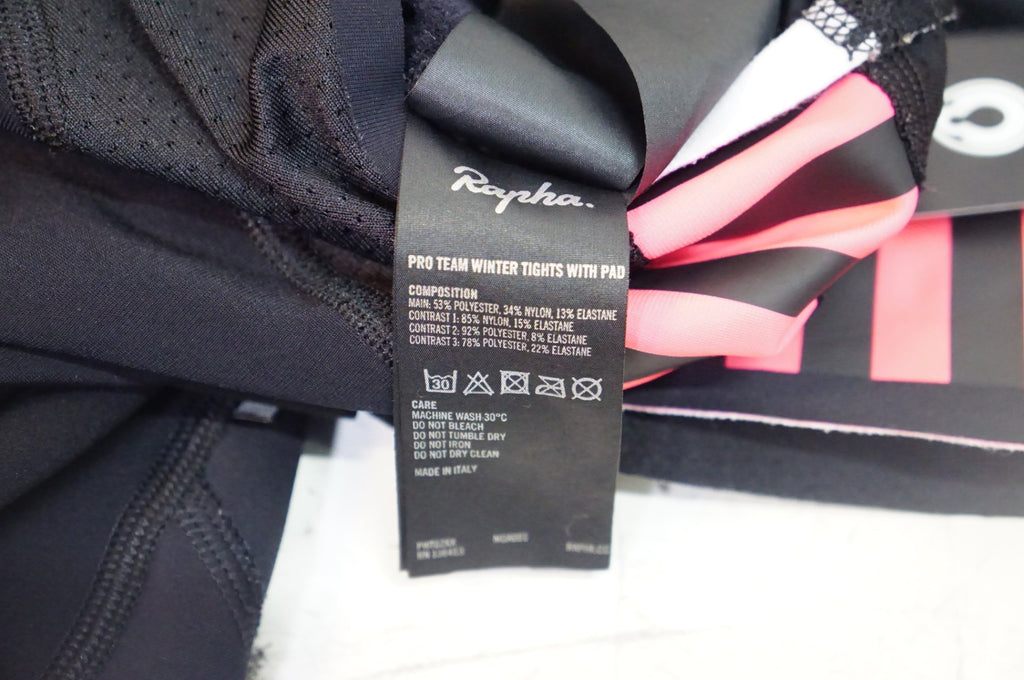 Rapha.
PRO TEAM WINTER TIGHTS WITH PAD
COMPOSITION
MAIN: 53% POLYESTER, 34% NYLON, 13% ELASTANE
CONTRAST 1: 85% NYLON, 15% ELASTANE
CONTRAST 2: 92% POLYESTER, 8% ELASTANE
CONTRAST 3: 78% POLYESTER, 22% ELASTANE
30
CARE
MACHINE WASH 30°C
DO NOT BLEACH
DO NOT TUMBLE DRY
DO NOT IRON
DO NOT DRY CLEAN
MADE IN ITALY